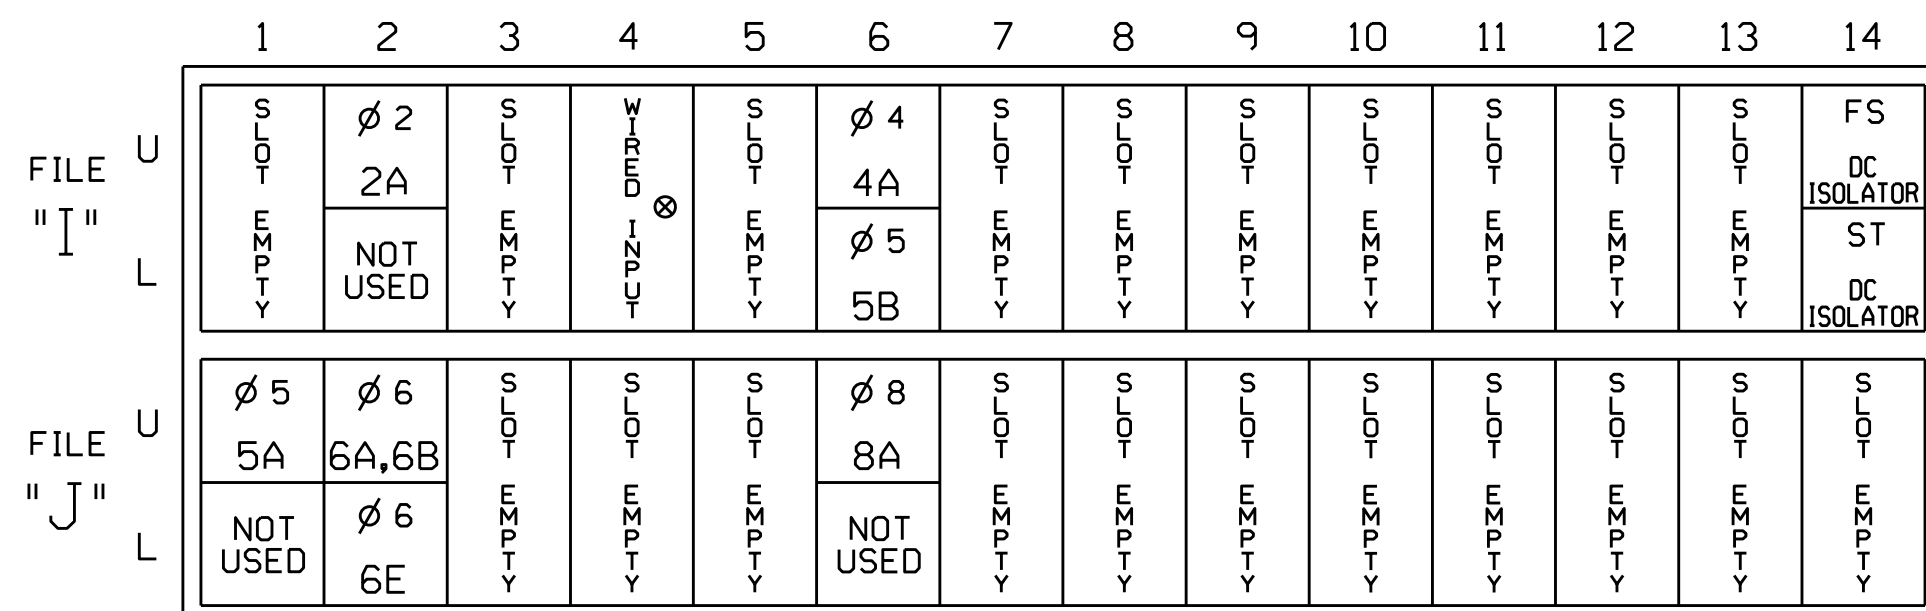 1 2 3 4 5 6 7 8 9 10 11 12 13 14
FILE
"I"
U
L
SLOT EMPTY
Ø 2
2A
NOT
USED
SLOT EMPTY
WIRED INPUT
⊗
SLOT EMPTY
Ø 4
4A
Ø 5
5B
SLOT EMPTY
SLOT EMPTY
SLOT EMPTY
SLOT EMPTY
SLOT EMPTY
SLOT EMPTY
SLOT EMPTY
FS
DC
ISOLATOR
ST
DC
ISOLATOR
FILE
"J"
U
L
Ø 5
5A
NOT
USED
Ø 6
6A,6B
Ø 6
6E
SLOT EMPTY
SLOT EMPTY
SLOT EMPTY
Ø 8
8A
NOT
USED
SLOT EMPTY
SLOT EMPTY
SLOT EMPTY
SLOT EMPTY
SLOT EMPTY
SLOT EMPTY
SLOT EMPTY
SLOT EMPTY